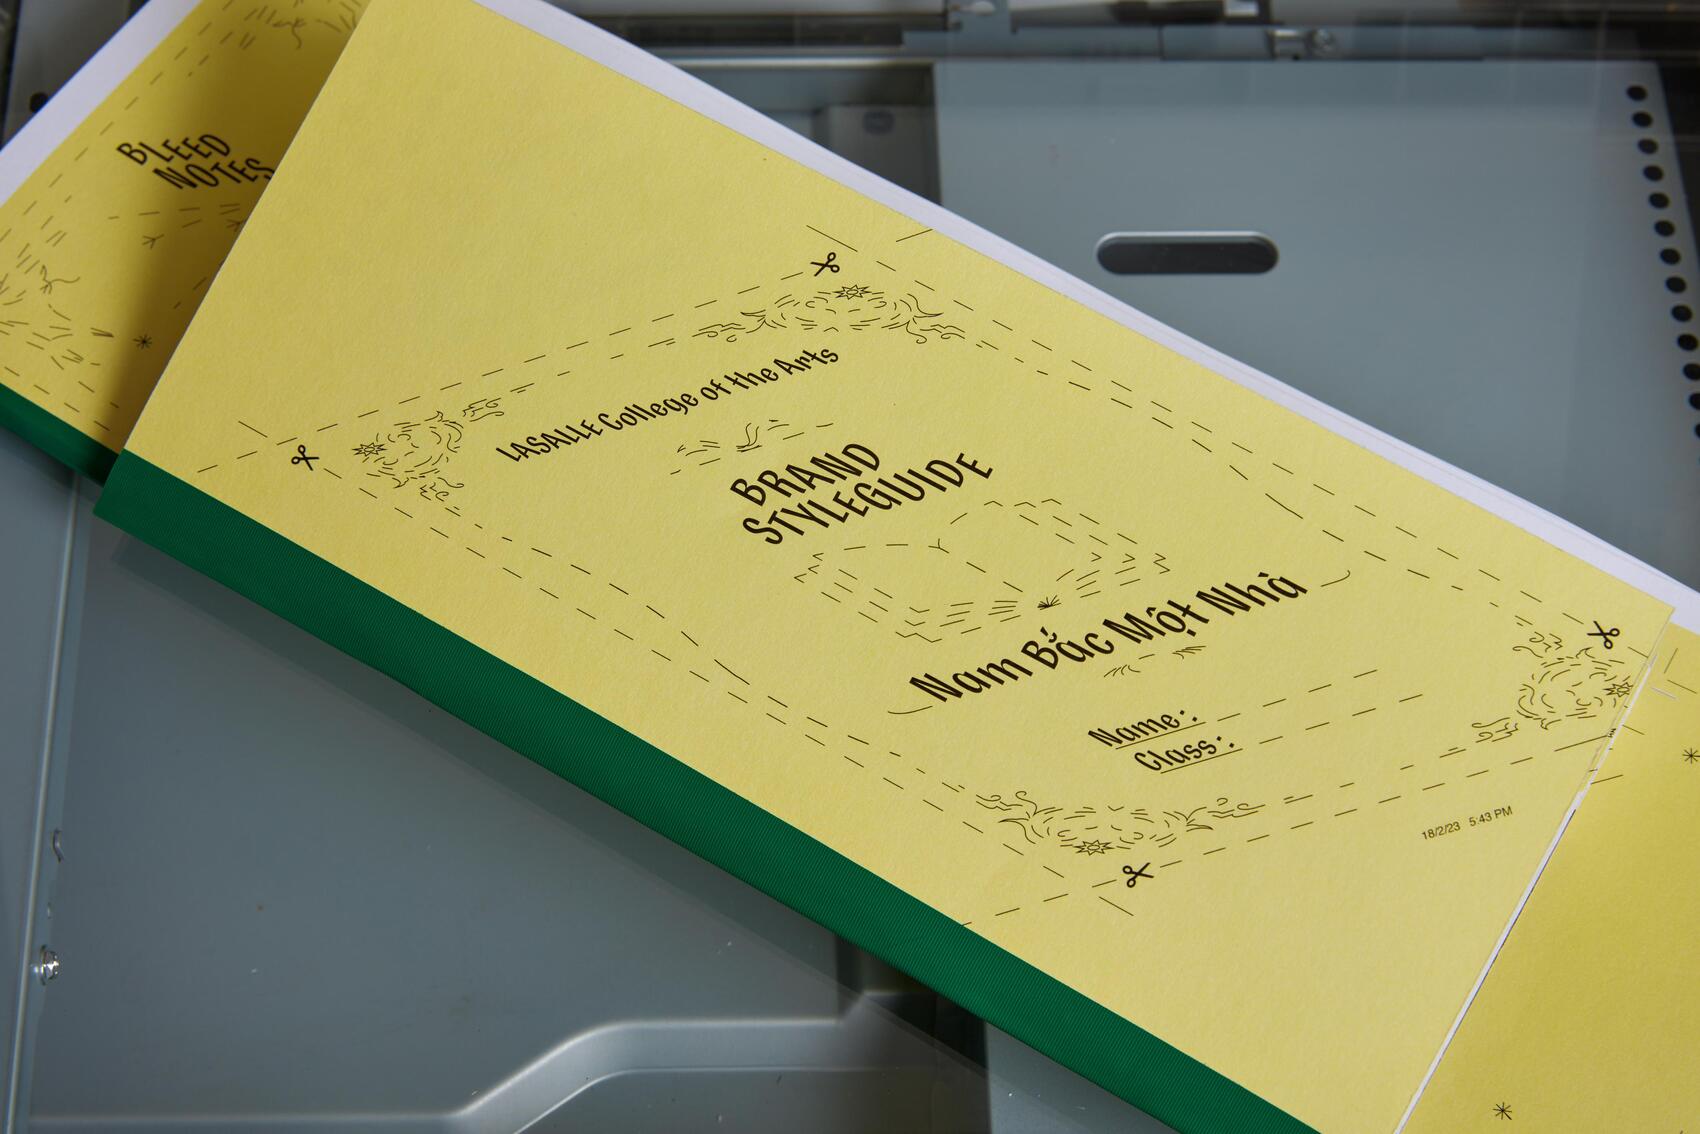 BLEED
NOTES
LASALLE College of the Arts
BRAND
STYLEGUIDE
Nam Bắc Một Nhà
Name:
Class:
18/2/23 5:43 PM